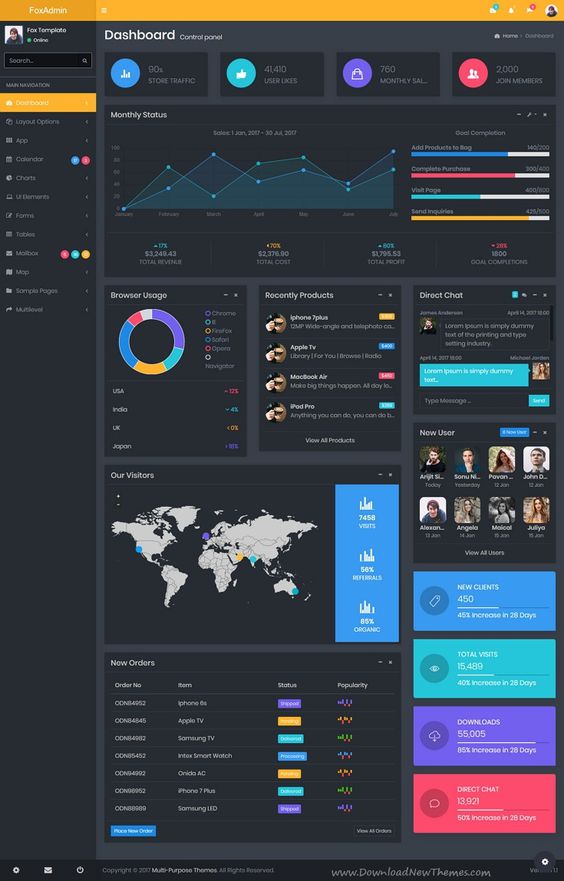 FoxAdmin
Fox Templato
Online
Search...
MAIN NAVIGATION
Dashboard
Layout Options
App
Calendar
Charts
UI Elements
Forms
Tables
Mailbox
Map
Sample Pages
Multilevel
Dashboard Control panel
Home > Dashboard
90s
STORE TRAFFIC
41,410
USER LIKES
760
MONTHLY SAL...
2,000
JOIN MEMBERS
Monthly Status
Sales: 1 Jan, 2017 - 30 Jul, 2017
100
80
60
40
20
0
January
February
March
April
May
June
July
Goal Completion
Add Products to Bag 140/200
Complete Purchase 300/400
Visit Page 400/800
Send Inquiries 425/500
17%
$3,249.43
TOTAL REVENUE
70%
$2,376.90
TOTAL COST
60%
$1,795.53
TOTAL PROFIT
28%
1800
GOAL COMPLETIONS
Browser Usage
Chrome
IE
FireFox
Safari
Opera
Navigator
USA 12%
India 4%
UK 0%
Japan 18%
Recently Products
iphone 7plus
12MP Wide-angle and telephoto ca...
Apple Tv $400
Library | For You | Browse | Radio
MacBook Air
Make big things happen. All day lo...
iPad Pro
Anything you can do, you can do b...
View All Products
Direct Chat
James Anderson April 14, 2017 18:00
Lorem Ipsum is simply dummy
text of the printing and type
setting industry.
April 14, 2017 18:00 Michael Jorden
Lorem Ipsum is simply dummy
text...
Type Message ...
Send
New User
8 New User
Arijit Si...
Today
Sonu Ni...
Yesterday
Pavan ...
12 Jan
John D...
12 Jan
Alexan...
13 Jan
Angela
14 Jan
Maical
15 Jan
Juliya
15 Jan
View All Users
Our Visitors
7458
VISITS
56%
REFERRALS
85%
ORGANIC
NEW CLIENTS
450
45% Increase in 28 Days
TOTAL VISITS
15,489
40% Increase in 28 Days
DOWNLOADS
55,005
85% Increase in 28 Days
DIRECT CHAT
13,921
50% Increase in 28 Days
New Orders
Order No Item Status Popularity
ODN84952 Iphone 6s Shipped
ODN84845 Apple TV Pending
ODN84982 Samsung TV Delivered
ODN85452 Intex Smart Watch Processing
ODN94992 Onida AC Pending
ODN98952 iPhone 7 Plus Delivered
ODN88989 Samsung LED Shipped
Place New Order
View All Orders
Copyright © 2017 Multi-Purpose Themes. All Rights Reserved.
www.DownloadNewThemes.com